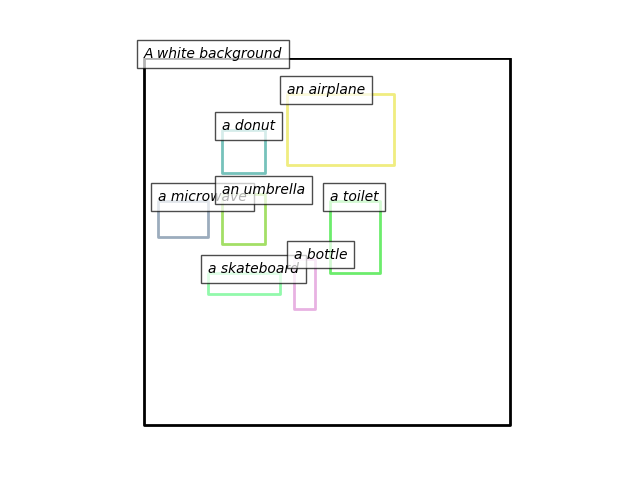 A white background
an airplane
a donut
a microwave
an umbrella
a toilet
a bottle
a skateboard